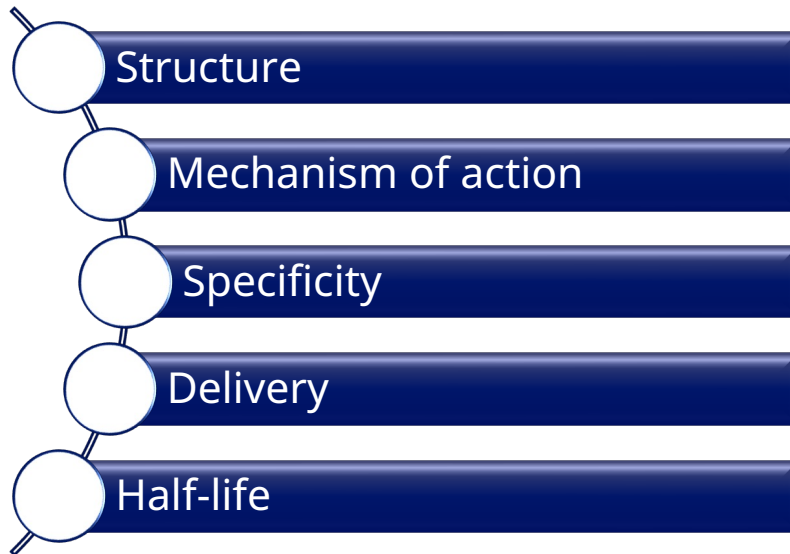 Structure
Mechanism of action
Specificity
Delivery
Half-life